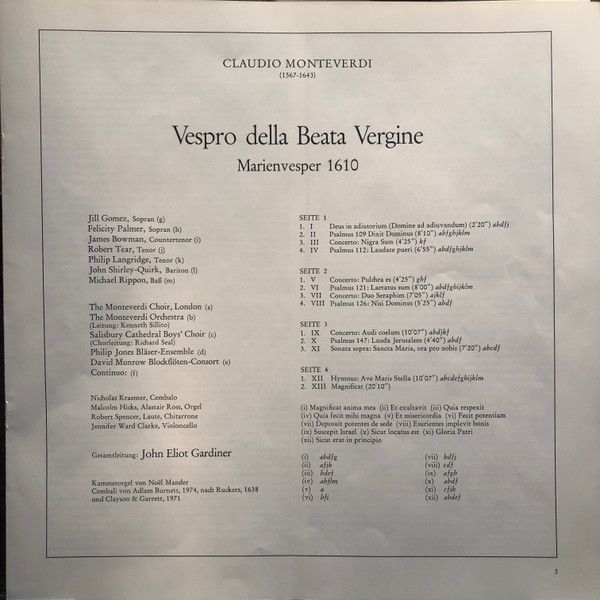 CLAUDIO MONTEVERDI
(1567-1643)
Vespro della Beata Vergine
Marienvesper 1610
Jill Gomez, Sopran (g)
Felicity Palmer, Sopran (h)
James Bowman, Countertenor (i)
Robert Tear, Tenor (j)
Philip Langridge, Tenor (k)
John Shirley-Quirk, Bariton (l)
Michael Rippon, Baß (m)
The Monteverdi Choir, London (a)
The Monteverdi Orchestra (b)
(Leitung: Kenneth Sillito)
Salisbury Cathedral Boys' Choir (c)
(Chorleitung: Richard Seal)
Philip Jones Bläser-Ensemble (d)
David Munrow Blockflöten-Consort (e)
Continuo: (f)
Nicholas Kraemer, Cembalo
Malcolm Hicks, Alastair Ross, Orgel
Robert Spencer, Laute, Chitarrone
Jennifer Ward Clarke, Violoncello
Gesamtleitung: John Eliot Gardiner
Kammerorgel von Noël Mander
Cembali von Adlam Burnett, 1974, nach Ruckers, 1638
und Clayson & Garrett, 1971
SEITE 1
1. I Deus in adiutorium (Domine ad adiuvandum) (2'20") abdfj
2. II Psalmus 109 Dixit Dominus (8'10") abfghijklm
3. III Concerto: Nigra Sum (4'25") kf
4. IV Psalmus 112: Laudate pueri (6'55") abdfghijklm
SEITE 2
1. V Concerto: Pulchra es (4'25") ghf
2. VI Psalmus 121: Laetatus sum (8'00") abdfghijklm
3. VII Concerto: Duo Seraphim (7'05") ajklf
4. VIII Psalmus 126: Nisi Dominus (5'25") abdf
SEITE 3
1. IX Concerto: Audi coelum (10'07") abdjkf
2. X Psalmus 147: Lauda Jerusalem (4'40") abdf
3. XI Sonata sopra: Sancta Maria, ora pro nobis (7'20") abcdf
SEITE 4
1. XII Hymnus: Ave Maris Stella (10'07") abcdefghijklm
2. XIII Magnificat (20'10")
(i) Magnificat anima mea (ii) Et exultavit (iii) Quia respexit
(iv) Quia fecit mihi magna (v) Et misericordia (vi) Fecit potentiam
(vii) Deposuit potentes de sede (viii) Esurientes implevit bonis
(ix) Suscepit Israel (x) Sicut locutus est (xi) Gloria Patri
(xii) Sicut erat in principio
(i) abdfg (vii) bdfj
(ii) afjk (viii) cdf
(iii) bdef (ix) afgh
(iv) abflm (x) abdf
(v) a (xi) cfjk
(vi) bfi (xii) abdef
3